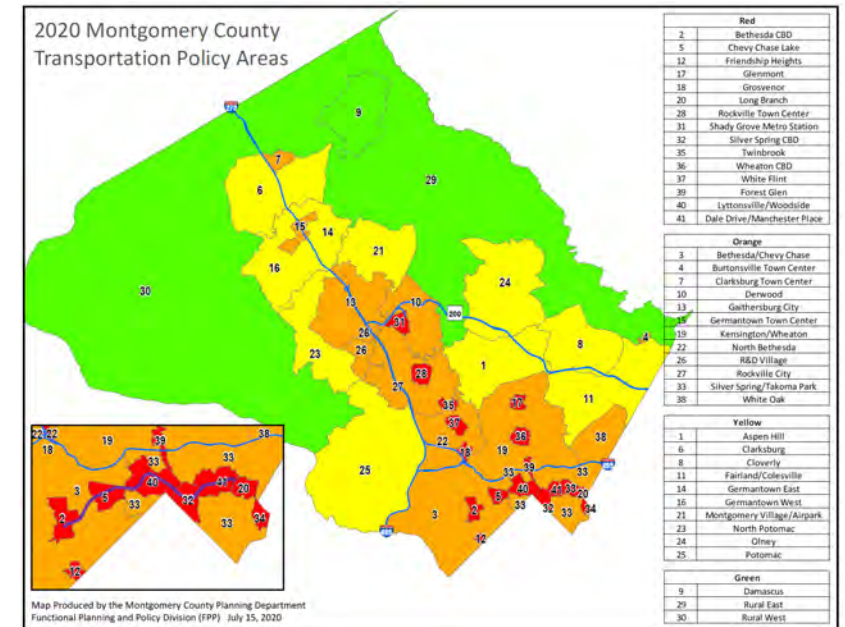 2020 Montgomery County
Transportation Policy Areas
270
9
7
6
29
15
14
21
16
24
30
13
10
200
4
31
26
8
26
1
23
28
27
11
35
17
37
36
38
22
18
19
25
39
495
33
33
40
41
33
5
20
3
2
33
32
33
34
12
495
22
22
39
38
18
19
33
33
40
41
20
3
5
32
33
2
33
34
12
Map Produced by the Montgomery County Planning Department
Functional Planning and Policy Division (FPP) July 15, 2020
Red
2 Bethesda CBD
5 Chevy Chase Lake
12 Friendship Heights
17 Glenmont
18 Grosvenor
20 Long Branch
28 Rockville Town Center
31 Shady Grove Metro Station
32 Silver Spring CBD
35 Twinbrook
36 Wheaton CBD
37 White Flint
39 Forest Glen
40 Lyttonsville/Woodside
41 Dale Drive/Manchester Place
Orange
3 Bethesda/Chevy Chase
4 Burtonsville Town Center
7 Clarksburg Town Center
10 Derwood
13 Gaithersburg City
15 Germantown Town Center
19 Kensington/Wheaton
22 North Bethesda
26 R&D Village
27 Rockville City
33 Silver Spring/Takoma Park
38 White Oak
Yellow
1 Aspen Hill
6 Clarksburg
8 Cloverly
11 Fairland/Colesville
14 Germantown East
16 Germantown West
21 Montgomery Village/Airpark
23 North Potomac
24 Olney
25 Potomac
Green
9 Damascus
29 Rural East
30 Rural West